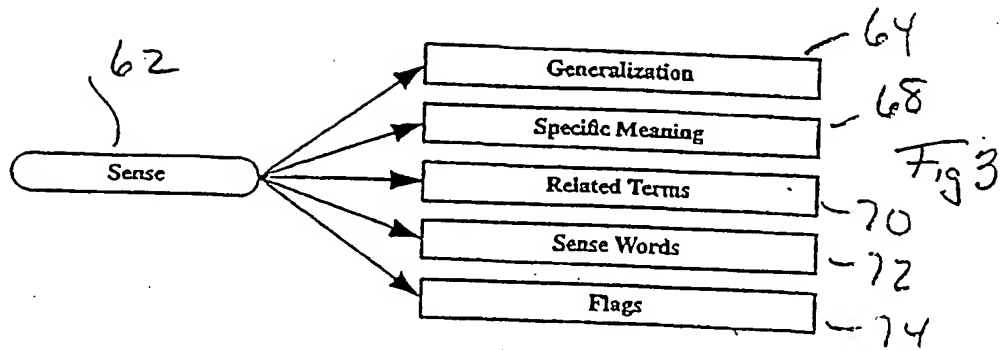 64
62
Generalization
68
Specific Meaning
Fig 3
Sense
Related Terms
70
Sense Words
72
Flags
74